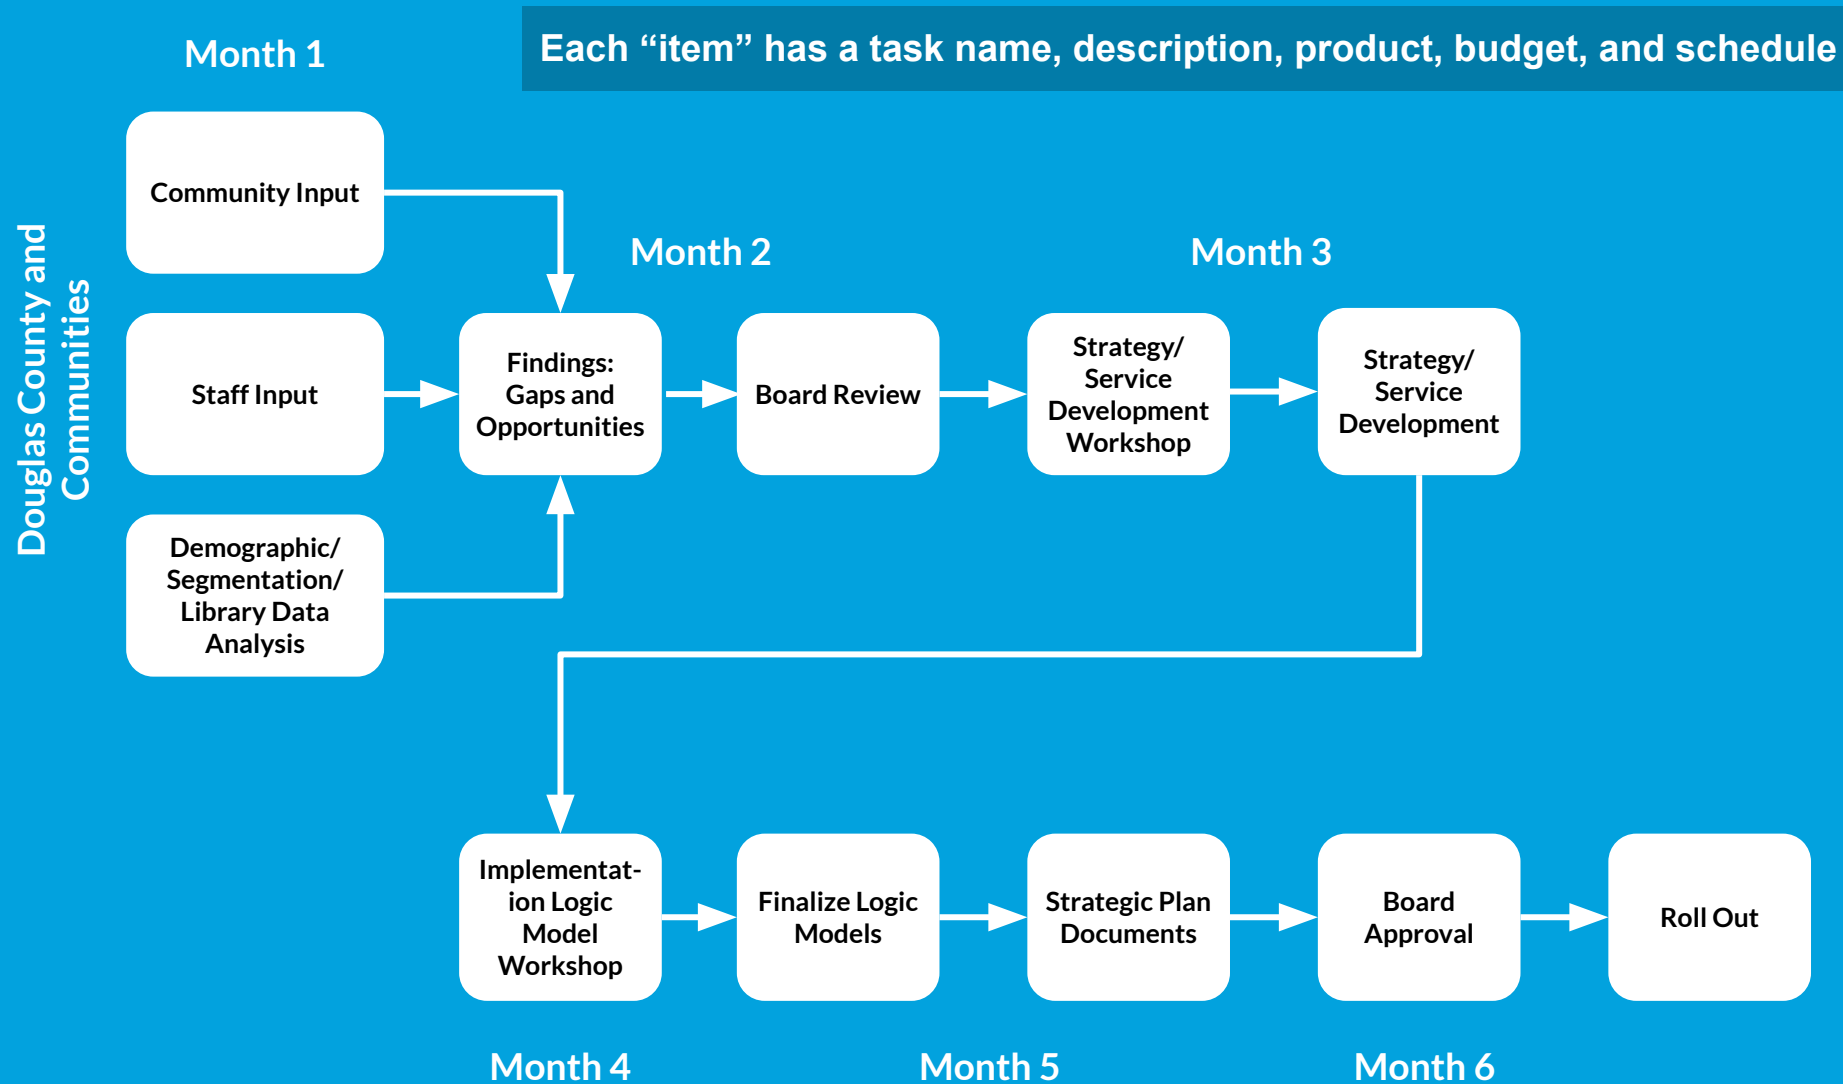 Month 1
Each “item” has a task name, description, product, budget, and schedule
Douglas County and
Communities
Community Input
Month 2
Month 3
Staff Input
Findings:
Gaps and
Opportunities
Board Review
Strategy/
Service
Development
Workshop
Strategy/
Service
Development
Demographic/
Segmentation/
Library Data
Analysis
Implementat-
ion Logic
Model
Workshop
Finalize Logic
Models
Strategic Plan
Documents
Board
Approval
Roll Out
Month 4
Month 5
Month 6